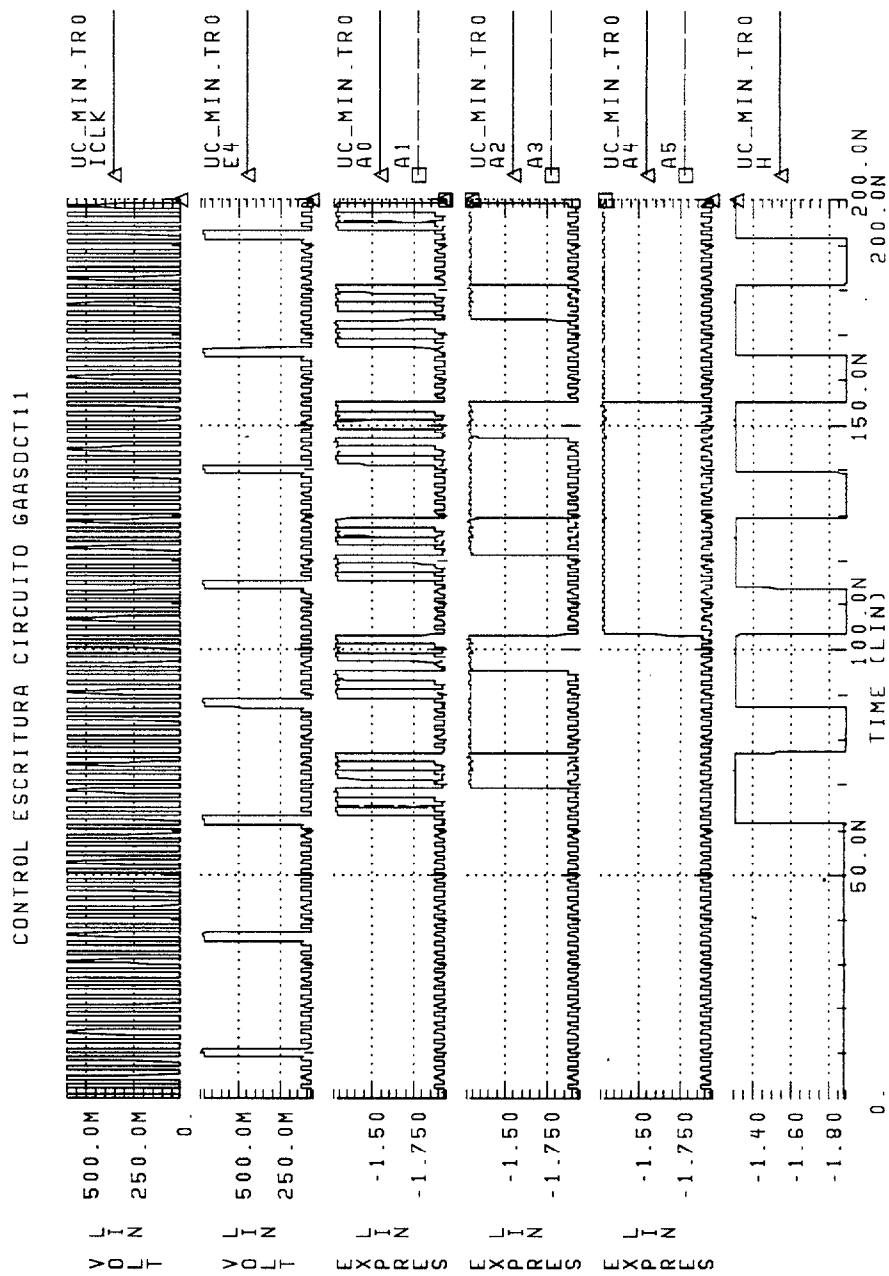 CONTROL ESCRITURA CIRCUITO GAASDCT11
VOLT LIN
500.0M
250.0M
0.
UC_MIN.TR0
ICLK
VOLT LIN
500.0M
250.0M
UC_MIN.TR0
E4
EXPRES LIN
-1.50
-1.750
UC_MIN.TR0
A0
A1
EXPRES LIN
-1.50
-1.750
UC_MIN.TR0
A2
A3
EXPRES LIN
-1.50
-1.750
UC_MIN.TR0
A4
A5
-1.40
-1.60
-1.80
UC_MIN.TR0
H
0.
50.0N
100.0N
150.0N
200.0N
TIME (LIN)
200.0N